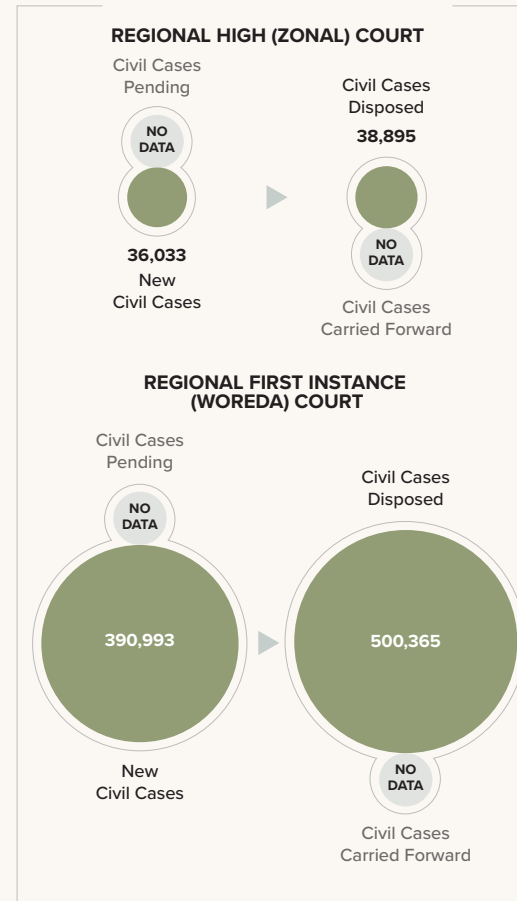 REGIONAL HIGH (ZONAL) COURT
Civil Cases
Pending
NO
DATA
36,033
New
Civil Cases
Civil Cases
Disposed
38,895
NO
DATA
Civil Cases
Carried Forward
REGIONAL FIRST INSTANCE
(WOREDA) COURT
Civil Cases
Pending
NO
DATA
390,993
New
Civil Cases
Civil Cases
Disposed
500,365
NO
DATA
Civil Cases
Carried Forward